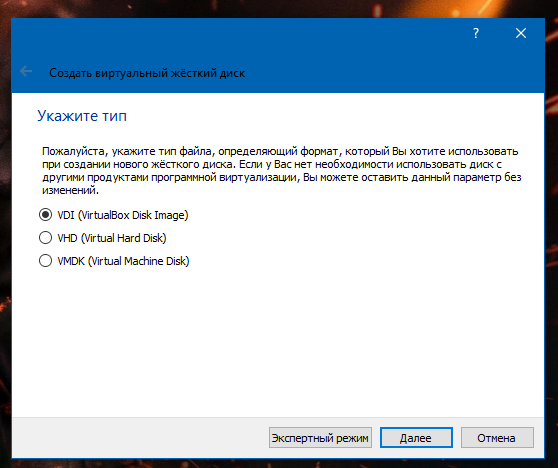 ?
Создать виртуальный жёсткий диск
Укажите тип
Пожалуйста, укажите тип файла, определяющий формат, который Вы хотите использовать
при создании нового жёсткого диска. Если у Вас нет необходимости использовать диск с
другими продуктами программной виртуализации, Вы можете оставить данный параметр без
изменений.
VDI (VirtualBox Disk Image)
VHD (Virtual Hard Disk)
VMDK (Virtual Machine Disk)
Экспертный режим Далее Отмена